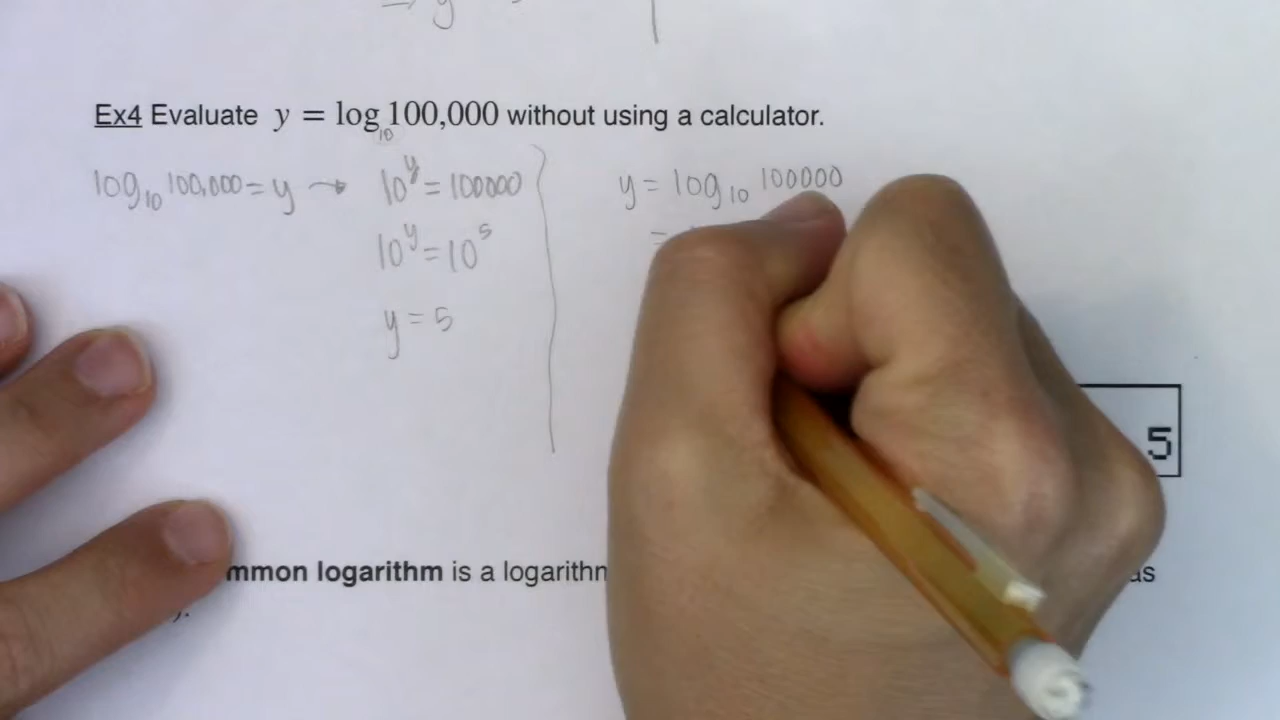 Ex4 Evaluate y = log₁₀ 100,000 without using a calculator.
log₁₀ 100,000 = y → 10^y = 100000
10^y = 10^5
y = 5
y = log₁₀ 100000
=
5
mmon logarithm is a logarithm as